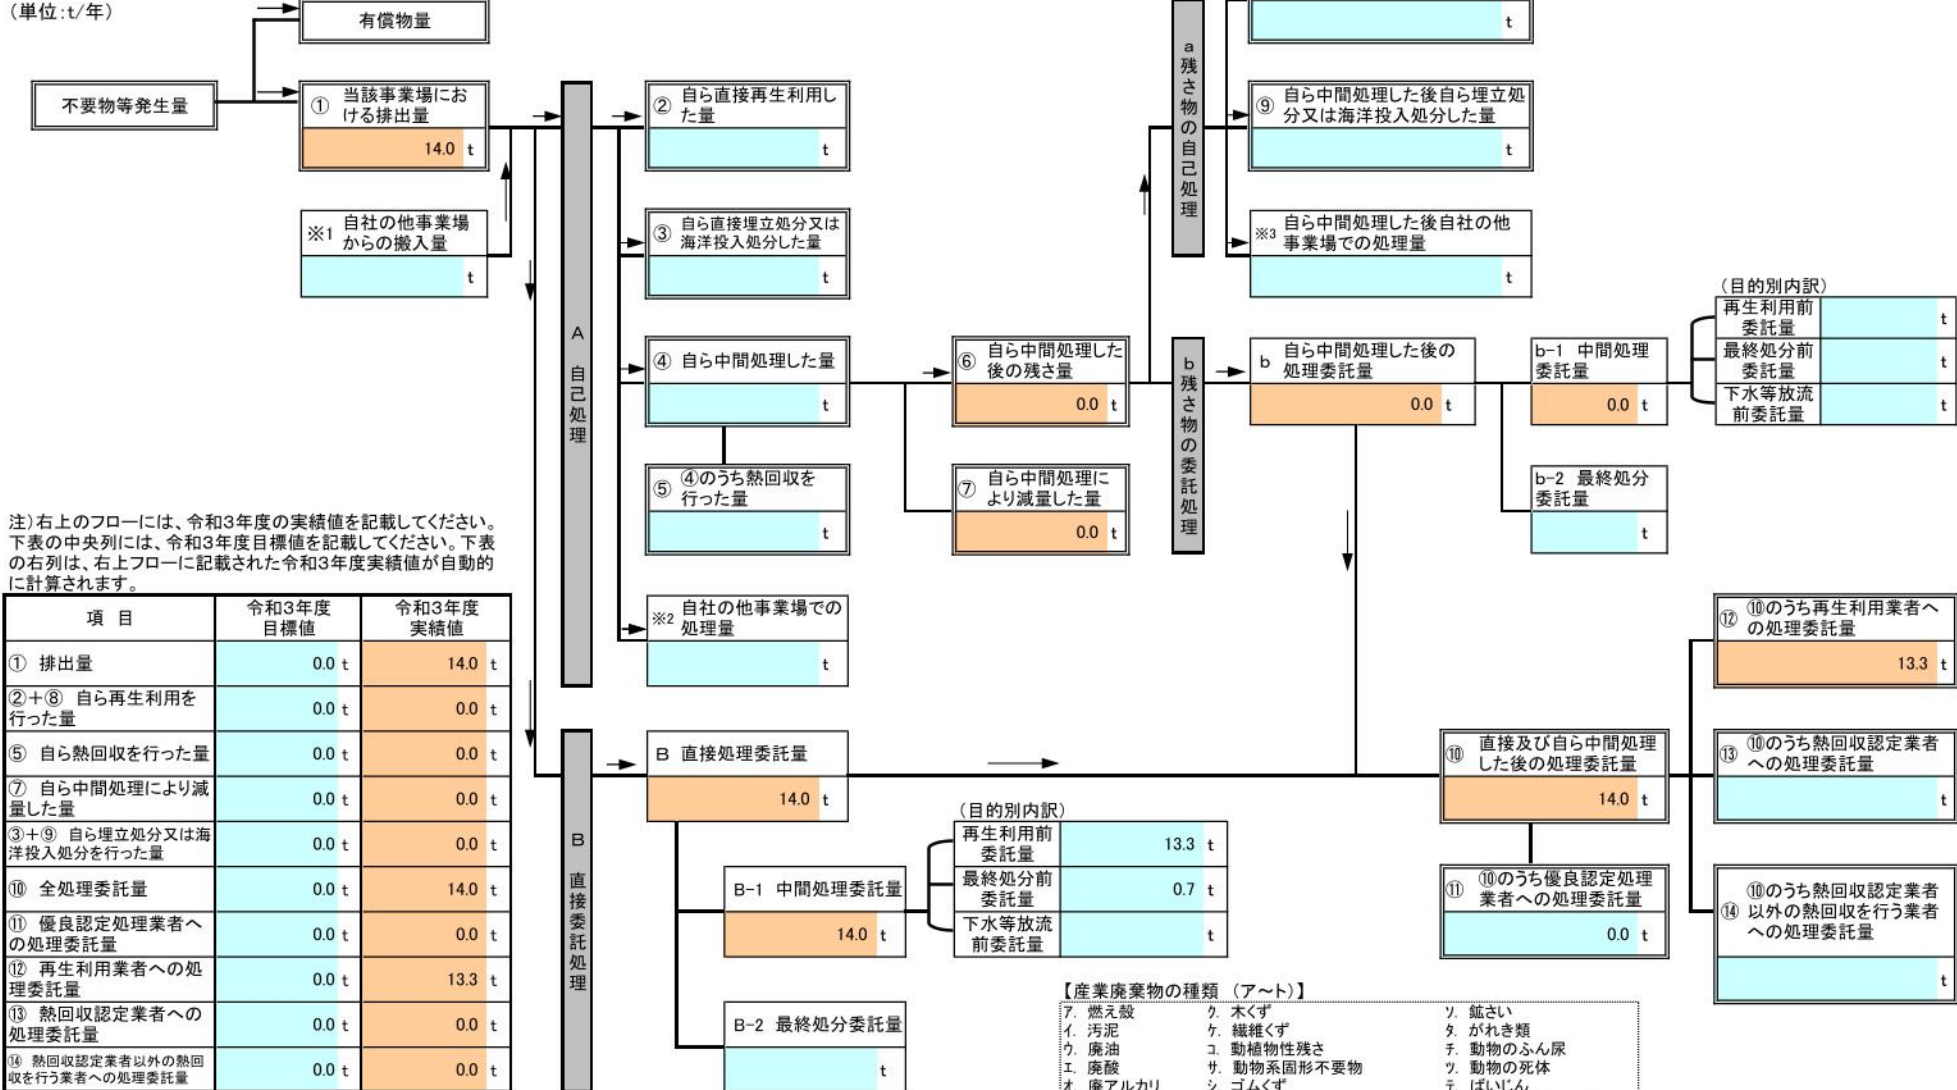 (単位:t/年)
有償物量
t
不要物等発生量
① 当該事業場にお
ける排出量
14.0 t
※1 自社の他事業場
からの搬入量
t
A 自己処理
② 自ら直接再生利用し
た量
t
③ 自ら直接埋立処分又は
海洋投入処分した量
t
④ 自ら中間処理した量
t
⑤ ④のうち熱回収を
行った量
t
※2 自社の他事業場での
処理量
t
⑥ 自ら中間処理した
後の残さ量
0.0 t
⑦ 自ら中間処理に
より減量した量
0.0 t
a 残さ物の自己処理
⑨ 自ら中間処理した後自ら埋立処
分又は海洋投入処分した量
t
※3 自ら中間処理した後自社の他
事業場での処理量
t
b 残さ物の委託処理
b 自ら中間処理した後の
処理委託量
0.0 t
b-1 中間処理
委託量
0.0 t
(目的別内訳)
再生利用前
委託量
t
最終処分前
委託量
t
下水等放流
前委託量
t
b-2 最終処分
委託量
t
注)右上のフローには、令和3年度の実績値を記載してください。
下表の中央列には、令和3年度目標値を記載してください。下表
の右列は、右上フローに記載された令和3年度実績値が自動的
に計算されます。
項 目 令和3年度 目標値 令和3年度 実績値
① 排出量 0.0 t 14.0 t
②+⑧ 自ら再生利用を
行った量 0.0 t 0.0 t
⑤ 自ら熱回収を行った量 0.0 t 0.0 t
⑦ 自ら中間処理により減
量した量 0.0 t 0.0 t
③+⑨ 自ら埋立処分又は海
洋投入処分を行った量 0.0 t 0.0 t
⑩ 全処理委託量 0.0 t 14.0 t
⑪ 優良認定処理業者へ
の処理委託量 0.0 t 0.0 t
⑫ 再生利用業者への処
理委託量 0.0 t 13.3 t
⑬ 熱回収認定業者への
処理委託量 0.0 t 0.0 t
⑭ 熱回収認定業者以外の熱回
収を行う業者への処理委託量 0.0 t 0.0 t
B 直接委託処理
B 直接処理委託量
14.0 t
B-1 中間処理委託量
14.0 t
(目的別内訳)
再生利用前
委託量
13.3 t
最終処分前
委託量
0.7 t
下水等放流
前委託量
t
B-2 最終処分委託量
t
⑩ 直接及び自ら中間処理
した後の処理委託量
14.0 t
⑪ ⑩のうち優良認定処理
業者への処理委託量
0.0 t
⑫ ⑩のうち再生利用業者へ
の処理委託量
13.3 t
⑬ ⑩のうち熱回収認定業者
への処理委託量
t
⑭ ⑩のうち熱回収認定業者
以外の熱回収を行う業者
への処理委託量
t
【産業廃棄物の種類 (ア~ト)】
ア. 燃え殻 ク. 木くず ソ. 鉱さい
イ. 汚泥 ケ. 繊維くず タ. がれき類
ウ. 廃油 コ. 動植物性残さ チ. 動物のふん尿
エ. 廃酸 サ. 動物系固形不要物 ツ. 動物の死体
オ. 廃アルカリ シ. ゴムくず テ. ばいじん